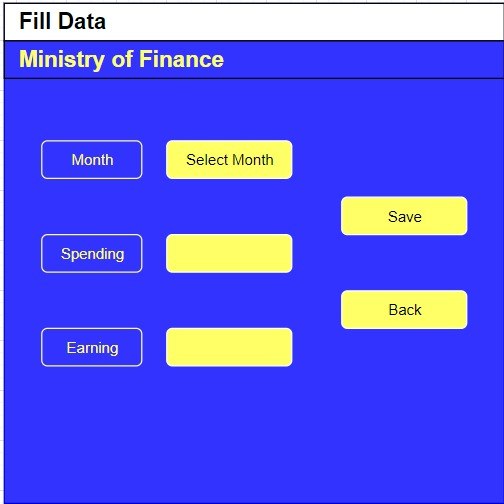 Fill Data
Ministry of Finance
Month
Select Month
Save
Spending
Back
Earning